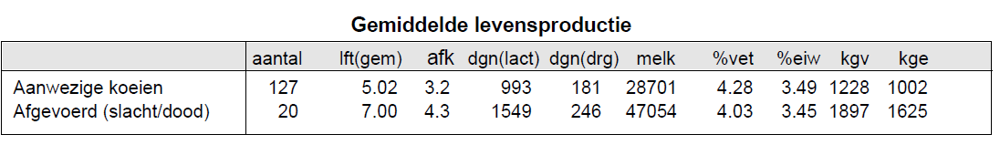 Gemiddelde levensproductie
aantal lft(gem) afk dgn(lact) dgn(drg) melk %vet %eiw kgv kge
Aanwezige koeien 127 5.02 3.2 993 181 28701 4.28 3.49 1228 1002
Afgevoerd (slacht/dood) 20 7.00 4.3 1549 246 47054 4.03 3.45 1897 1625